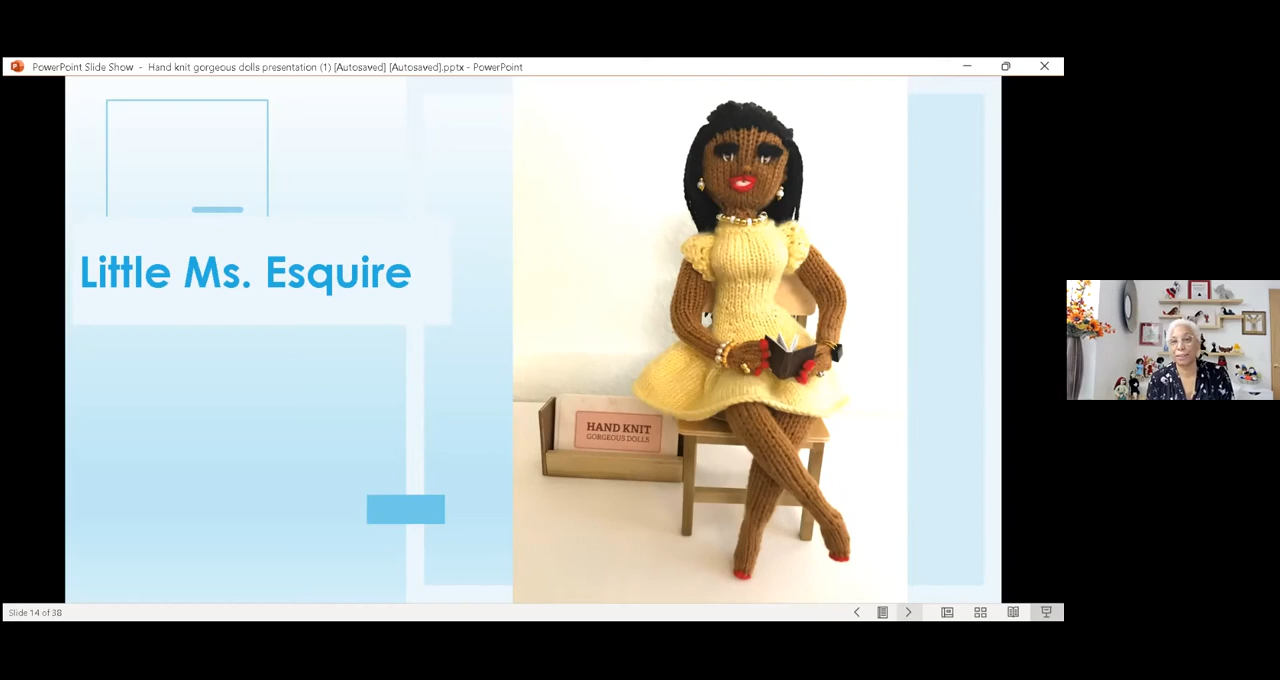 PowerPoint Slide Show - Hand knit gorgeous dolls presentation (1) [Autosaved] [Autosaved].pptx - PowerPoint
Little Ms. Esquire
HAND KNIT
GORGEOUS DOLLS
Slide 14 of 38